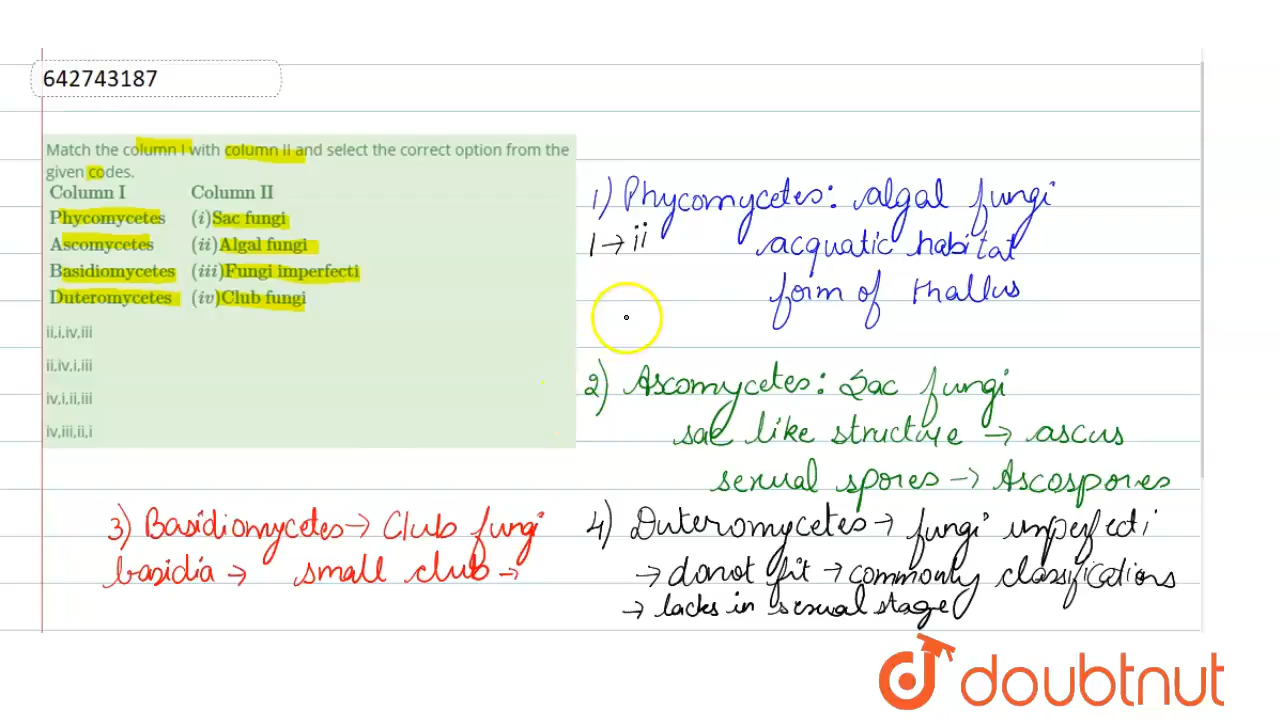 642743187
Match the column I with column II and select the correct option from the
given codes.
Column I Column II
Phycomycetes (i)Sac fungi
Ascomycetes (ii)Algal fungi
Basidiomycetes (iii)Fungi imperfecti
Duteromycetes (iv)Club fungi
ii,i,iv,iii
ii,iv,i,iii
iv,i,ii,iii
iv,iii,ii,i
1) Phycomycetes: algal fungi
1 → ii acquatic habitat
form of thallus
2) Ascomycetes: Sac fungi
sac like structure → ascus
sexual spores → Ascospores
3) Basidiomycetes → Club fungi
basidia → small club →
4) Duteromycetes → fungi imperfecti
→ donot fit → commonly classifications
→ lacks in sexual stage
doubtnut